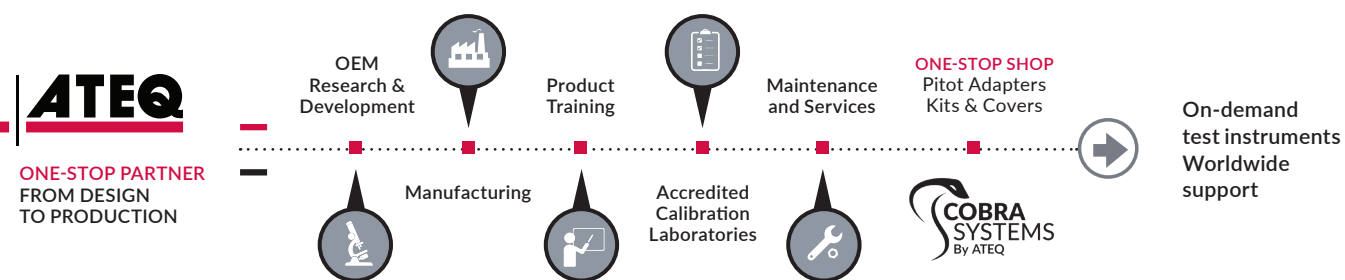 ATEQ
ONE-STOP PARTNER
FROM DESIGN
TO PRODUCTION
OEM
Research &
Development
Manufacturing
Product
Training
Accredited
Calibration
Laboratories
Maintenance
and Services
ONE-STOP SHOP
Pitot Adapters
Kits & Covers
COBRA
SYSTEMS
By ATEQ
On-demand
test instruments
Worldwide
support